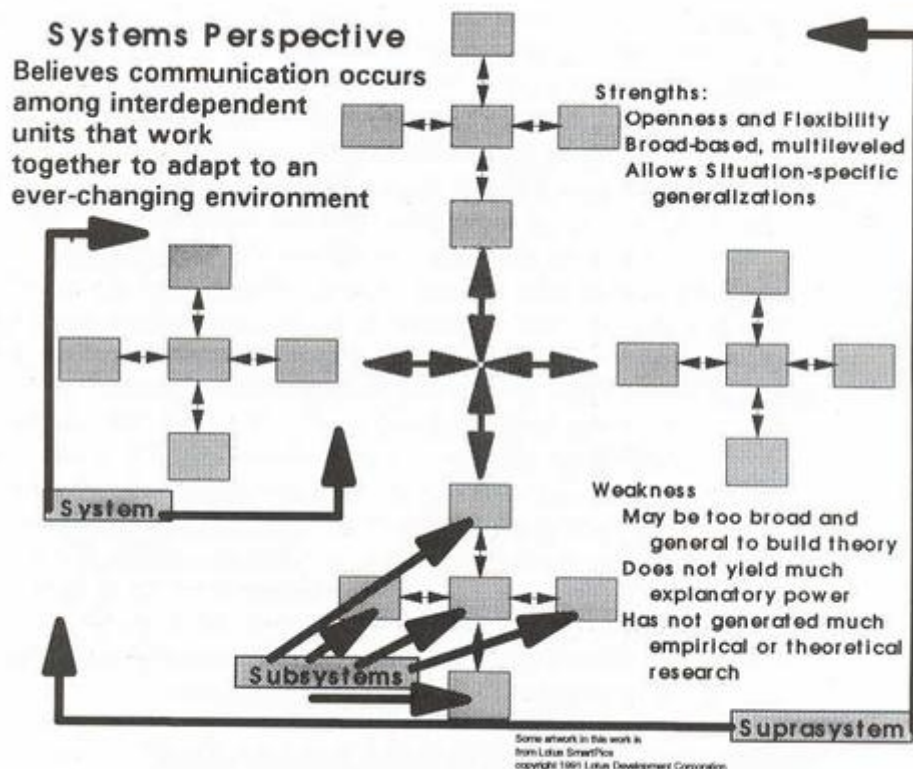 Systems Perspective
Believes communication occurs
among interdependent
units that work
together to adapt to an
ever-changing environment
Strengths:
Openness and Flexibility
Broad-based, multileveled
Allows Situation-specific
generalizations
System
Weakness
May be too broad and
general to build theory
Does not yield much
explanatory power
Has not generated much
empirical or theoretical
research
Subsystems
Suprasystem
Some artwork in this work is
from Lotus SmartPics
copyright 1991 Lotus Development Corporation